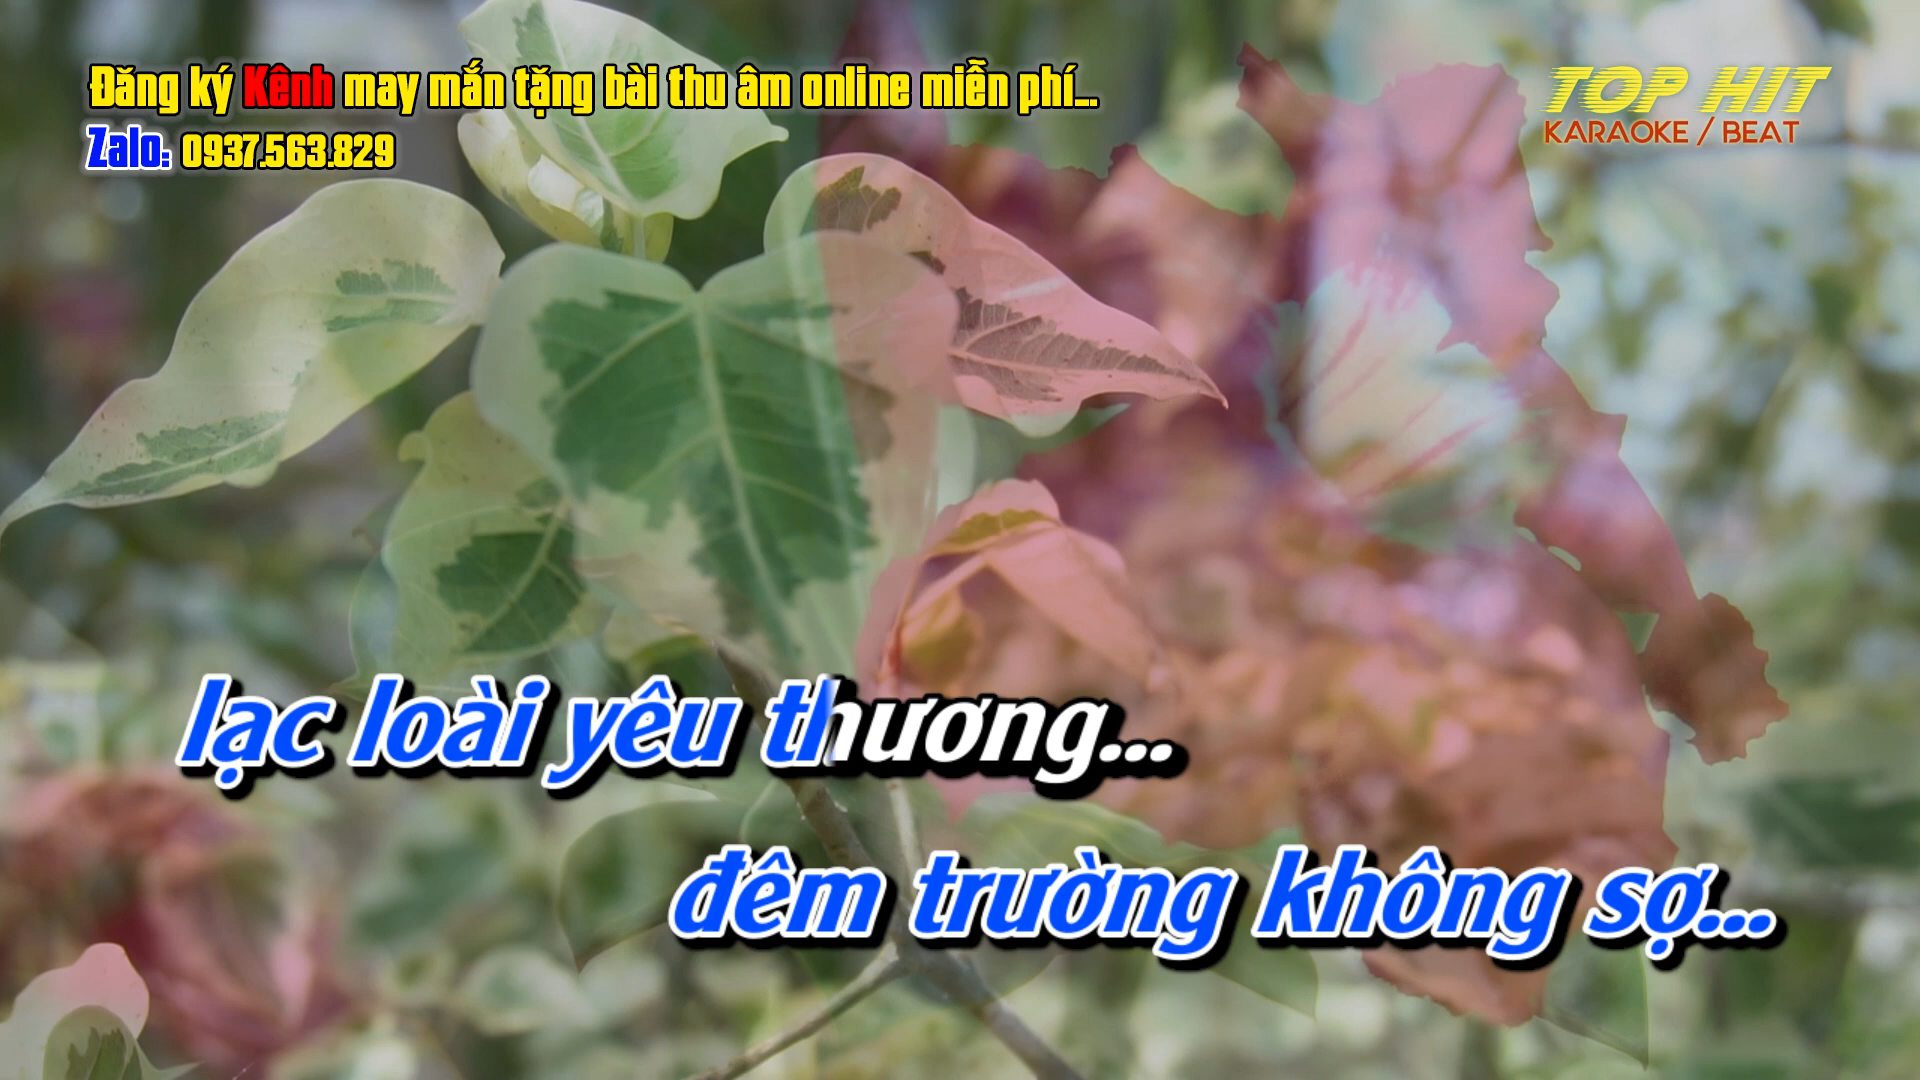 Đăng ký Kênh may mắn tặng bài thu âm online miễn phí...
Zalo: 0937.563.829
TOP HIT
KARAOKE / BEAT
lạc loài yêu thương...
đêm trường không sợ...